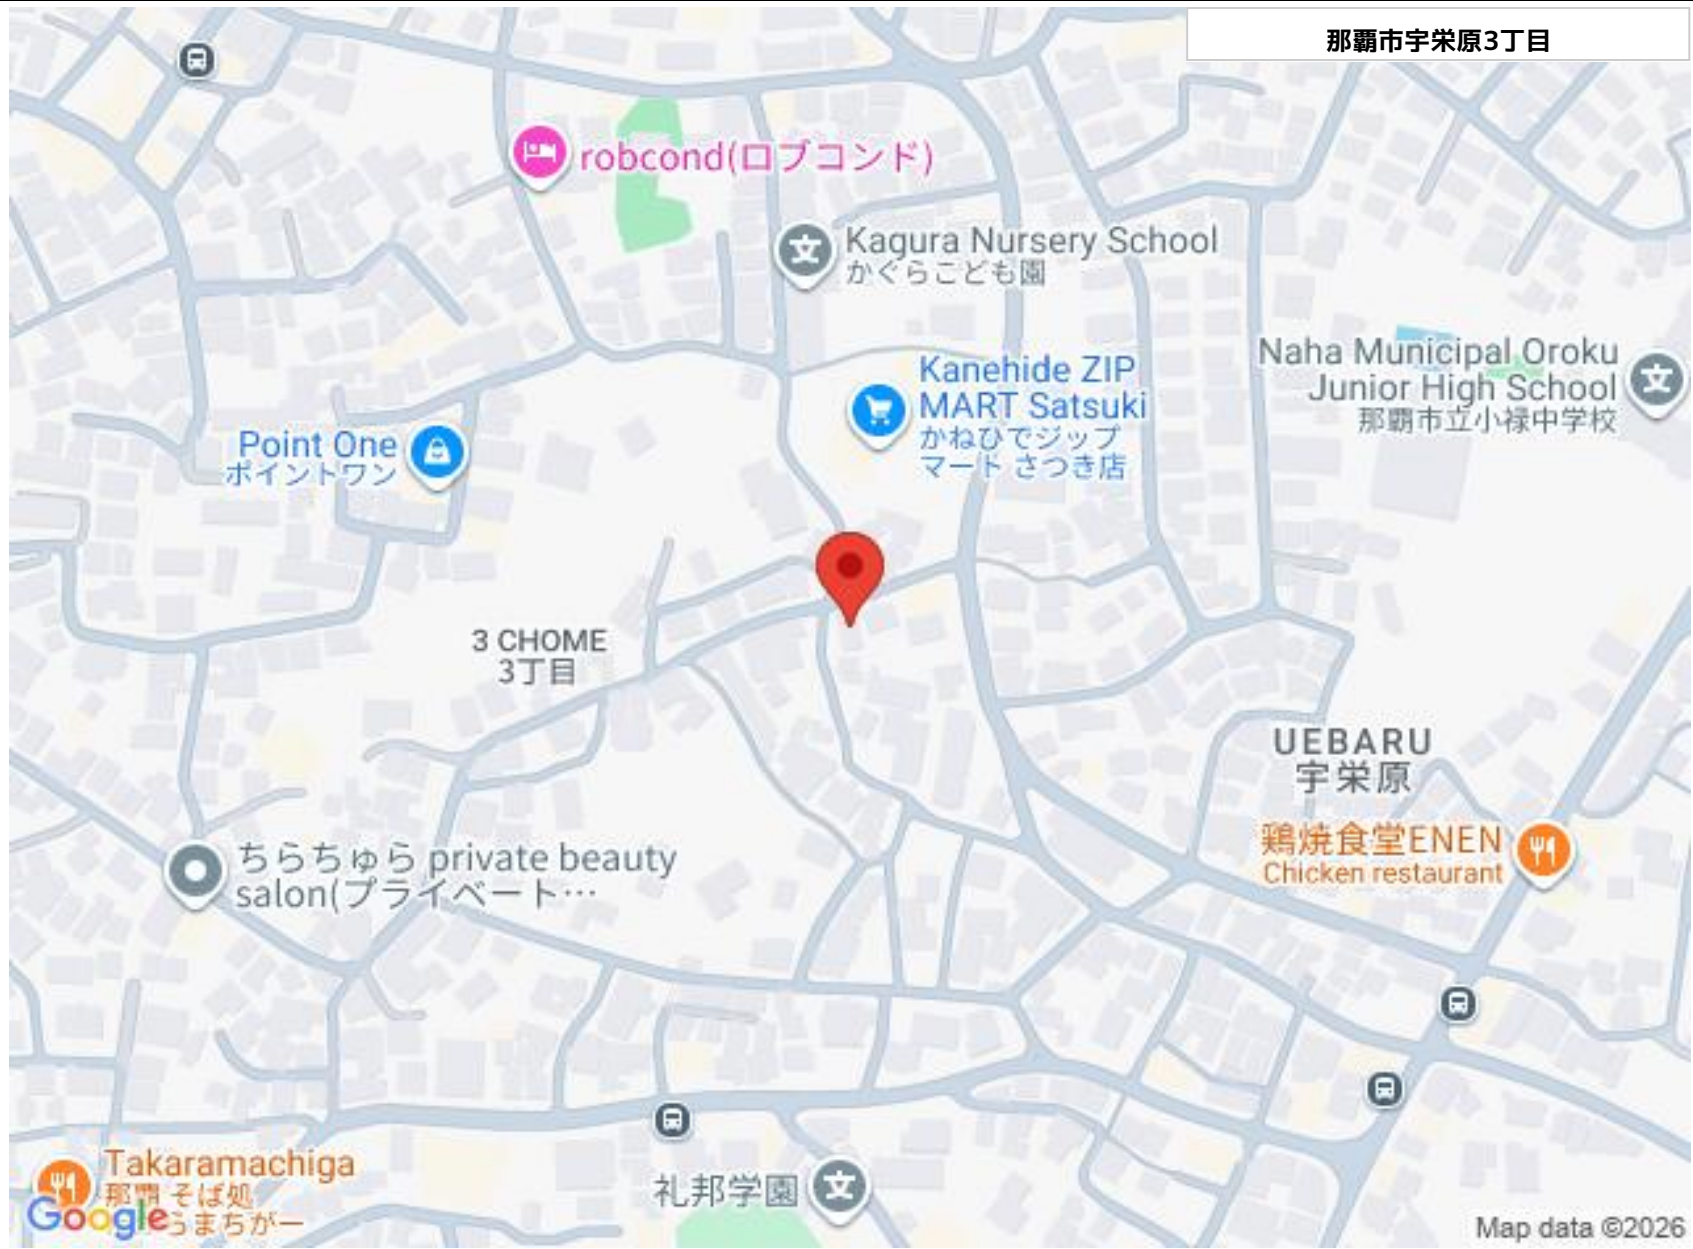 那覇市宇栄原3丁目
robcond(ロブコンド)
Kagura Nursery School
かぐらこども園
Naha Municipal Oroku
Junior High School
那覇市立小禄中学校
Kanehide ZIP
MART Satsuki
かねひでジップ
マート さつき店
Point One
ポイントワン
3 CHOME
3丁目
UEBARU
宇栄原
鶏焼食堂ENEN
Chicken restaurant
ちらちゅら private beauty
salon(プライベート…
Takaramachiga
那覇 そば処
うまちがー
Google
礼邦学園
Map data ©2026